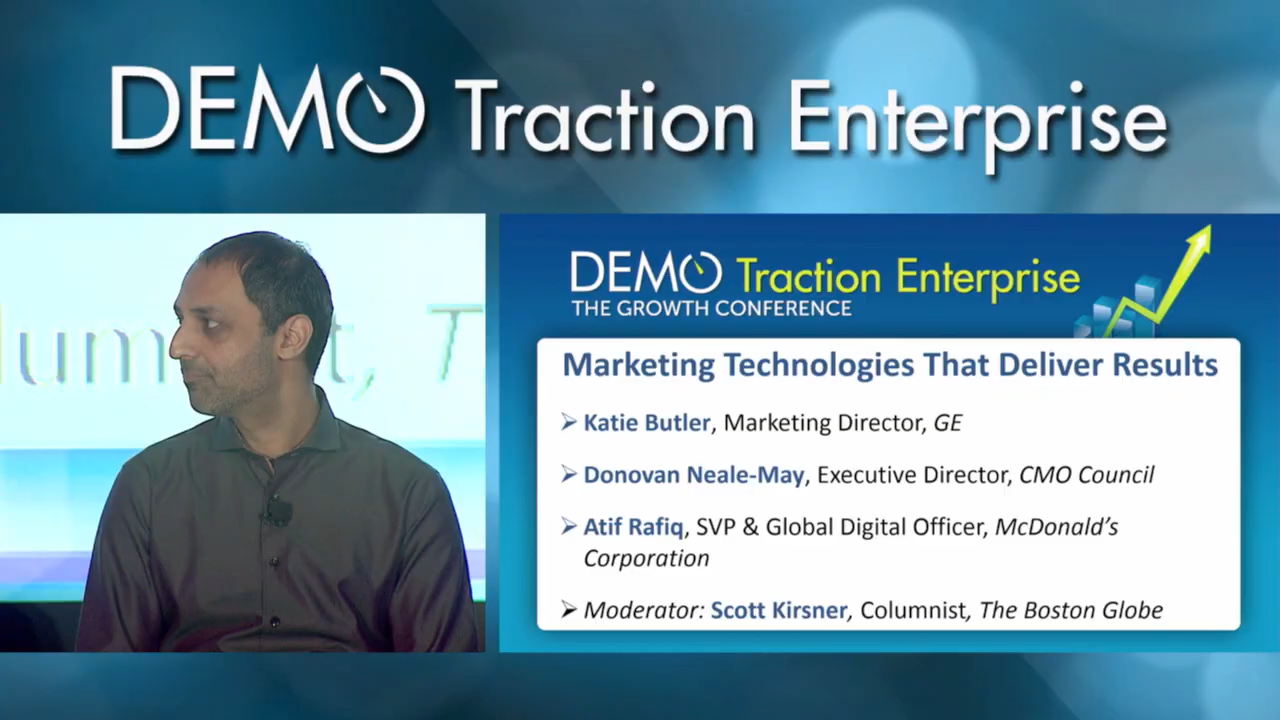 DEMO Traction Enterprise
lum t, T
DEMO Traction Enterprise
THE GROWTH CONFERENCE
Marketing Technologies That Deliver Results
Katie Butler, Marketing Director, GE
Donovan Neale-May, Executive Director, CMO Council
Atif Rafiq, SVP & Global Digital Officer, McDonald's
Corporation
Moderator: Scott Kirsner, Columnist, The Boston Globe